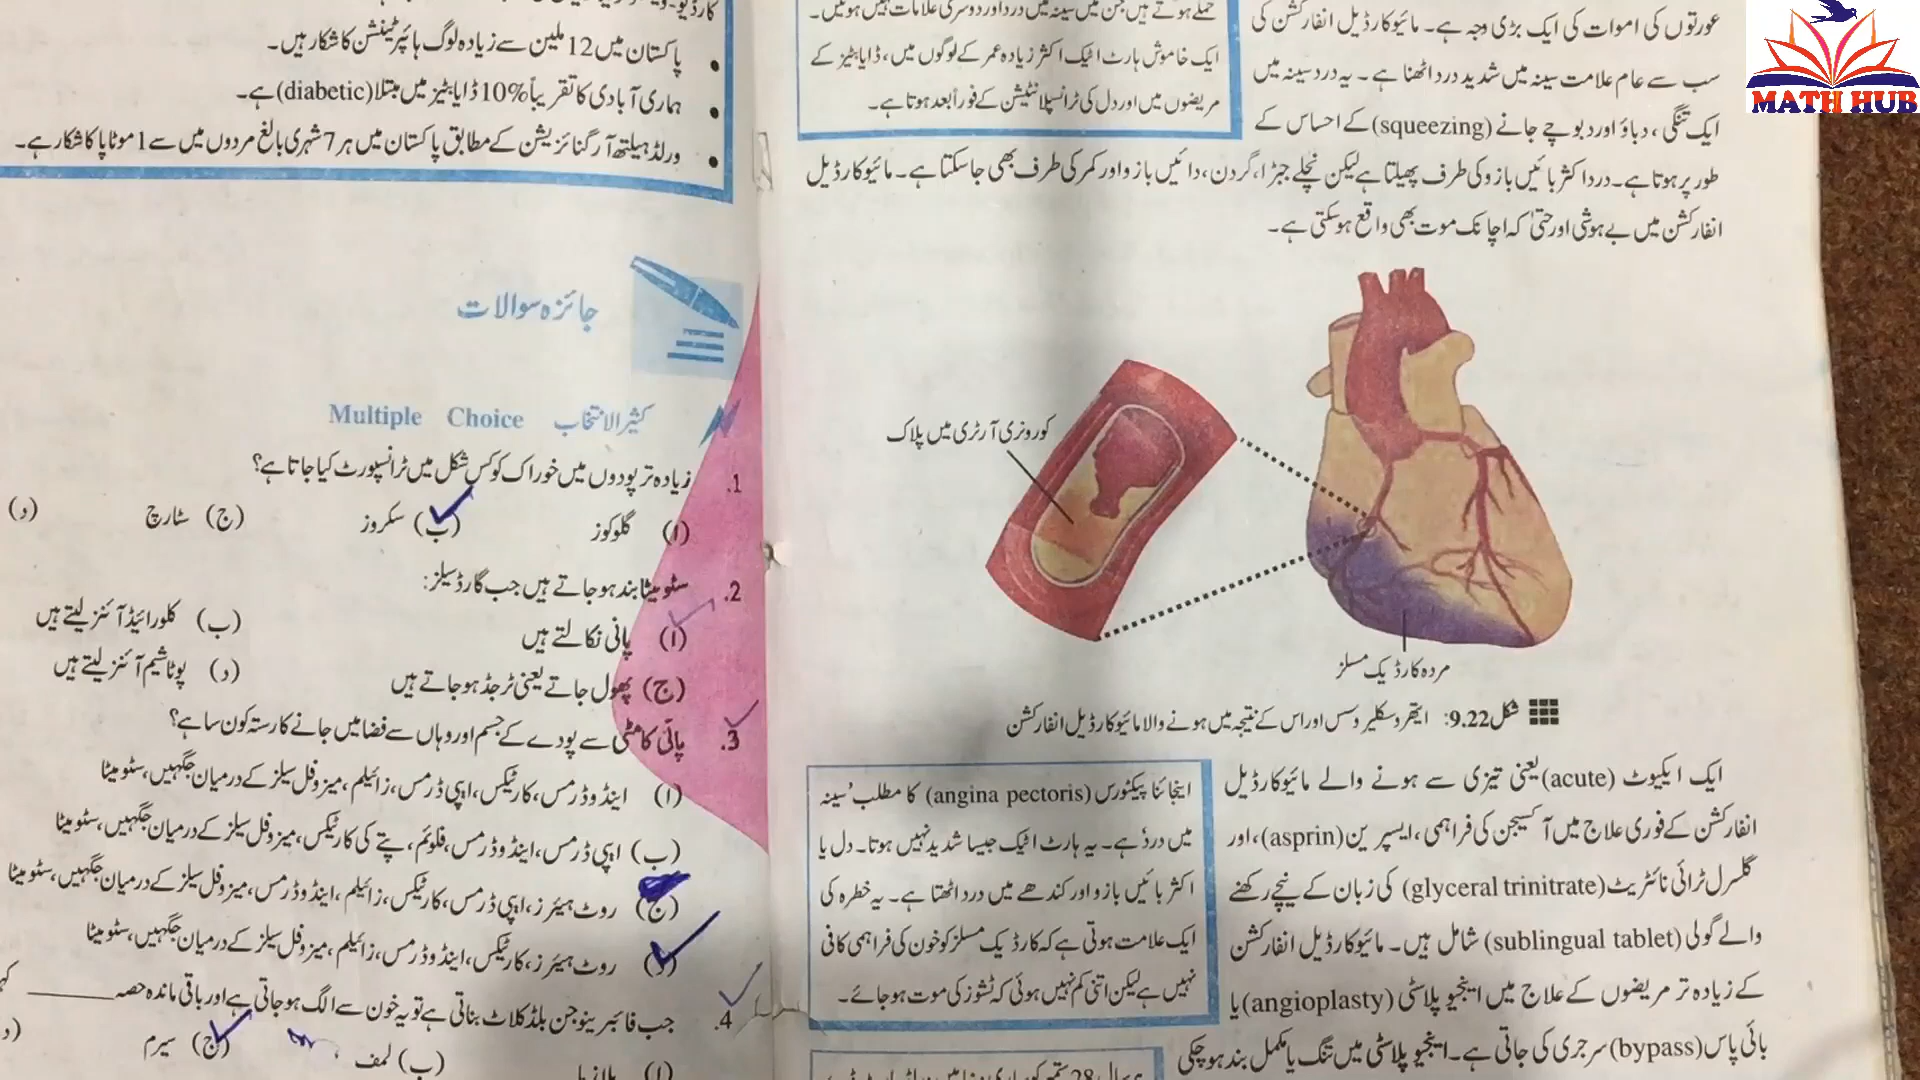 عورتوں کی اموات کی ایک بڑی وجہ ہے۔ مائیوکارڈیل انفارکشن کی
سب سے عام علامت سینہ میں شدید درد اٹھنا ہے۔ یہ درد سینہ میں
ایک تنگی، دباؤ اور دبوچے جانے (squeezing) کے احساس کے
طور پر ہوتا ہے۔ درد اکثر بائیں بازو کی طرف پھیلتا ہے لیکن نچلے جبڑا، گردن، دائیں بازو اور کمر کی طرف بھی جا سکتا ہے۔ مائیوکارڈیل
انفارکشن میں بے ہوشی اور حتیٰ کہ اچانک موت بھی واقع ہو سکتی ہے۔
حملے ہوتے ہیں جن میں سینہ میں درد اور دوسری علامات نہیں ہوتیں۔
ایک خاموش ہارٹ اٹیک اکثر زیادہ عمر کے لوگوں میں، ڈایابٹیز کے
مریضوں میں اور دل کی ٹرانسپلانٹیشن کے فوراً بعد ہوتا ہے۔
کورونری آرٹری میں پلاک
مردہ کارڈیک مسلز
شکل 9.22: ایتھروسکلیروسس اور اس کے نتیجہ میں ہونے والا مائیوکارڈیل انفارکشن
ایک ایکیوٹ (acute) یعنی تیزی سے ہونے والے مائیوکارڈیل
انفارکشن کے فوری علاج میں آکسیجن کی فراہمی، ایسپرین (asprin)، اور
گلسرل ٹرائی نائٹریٹ (glyceral trinitrate) کی زبان کے نیچے رکھنے
والے گولی (sublingual tablet) شامل ہیں۔ مائیوکارڈیل انفارکشن
کے زیادہ تر مریضوں کے علاج میں اینجیو پلاسٹی (angioplasty) یا
بائی پاس (bypass) سرجری کی جاتی ہے۔ اینجیو پلاسٹی میں تنگ یا مکمل بند ہو چکی
اینجائنا پیکٹورس (angina pectoris) کا مطلب 'سینہ
میں درد' ہے۔ یہ ہارٹ اٹیک جیسا شدید نہیں ہوتا۔ دل یا
اکثر بائیں بازو اور کندھے میں درد اٹھتا ہے۔ یہ خطرہ کی
ایک علامت ہوتی ہے کہ کارڈیک مسلز کو خون کی فراہمی کافی
نہیں ہے لیکن اتنی کم نہیں ہوئی کہ ٹشوز کی موت ہو جائے۔
پاکستان میں 12 ملین سے زیادہ لوگ ہائپرٹینشن کا شکار ہیں۔
ہماری آبادی کا تقریباً 10% ڈایابٹیز میں مبتلا (diabetic) ہے۔
ورلڈ ہیلتھ آرگنائزیشن کے مطابق پاکستان میں ہر 7 شہری بالغ مردوں میں سے 1 موٹاپا کا شکار ہے۔
جائزہ سوالات
کثیر الانتخاب Multiple Choice
1. زیادہ تر پودوں میں خوراک کو کس شکل میں ٹرانسپورٹ کیا جاتا ہے؟
(ا) گلوکوز (ب) سکروز (ج) سٹارچ (د)
2. سٹومیٹا بند ہو جاتے ہیں جب گارڈ سیلز:
(ا) پانی نکالتے ہیں (ب) کلورائیڈ آئنز لیتے ہیں
(ج) پھول جاتے یعنی ٹرجڈ ہو جاتے ہیں (د) پوٹاشیم آئنز لیتے ہیں
3. پانی کا مٹی سے پودے کے جسم اور وہاں سے فضا میں جانے کا رستہ کون سا ہے؟
(ا) اینڈوڈرمس، کارٹیکس، ایپی ڈرمس، زائیلم، میزوفل سیلز کے درمیان جگہیں، سٹومیٹا
(ب) ایپی ڈرمس، اینڈوڈرمس، فلوئم، پتے کی کارٹیکس، میزوفل سیلز کے درمیان جگہیں، سٹومیٹا
(ج) روٹ ہیئرز، ایپی ڈرمس، کارٹیکس، زائیلم، اینڈوڈرمس، میزوفل سیلز کے درمیان جگہیں، سٹومیٹا
(د) روٹ ہیئرز، کارٹیکس، اینڈوڈرمس، زائیلم، میزوفل سیلز کے درمیان جگہیں، سٹومیٹا
4. جب فائبرینوجن بلڈ کلاٹ بناتی ہے تو یہ خون سے الگ ہو جاتی ہے اور باقی ماندہ حصہ ______
(ا) پلازما (ب) لمف (ج) سیرم (د)
MATH HUB